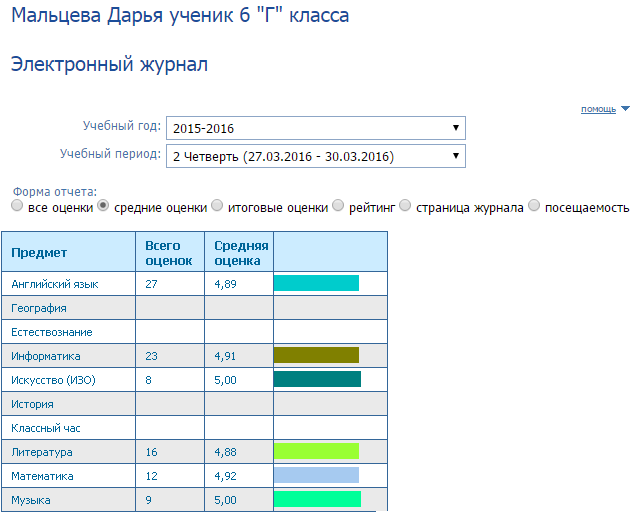 Мальцева Дарья ученик 6 "Г" класса
Электронный журнал
помощь
Учебный год: 2015-2016
Учебный период: 2 Четверть (27.03.2016 - 30.03.2016)
Форма отчета:
все оценки средние оценки итоговые оценки рейтинг страница журнала посещаемость
Предмет Всего оценок Средняя оценка
Английский язык 27 4,89
География
Естествознание
Информатика 23 4,91
Искусство (ИЗО) 8 5,00
История
Классный час
Литература 16 4,88
Математика 12 4,92
Музыка 9 5,00